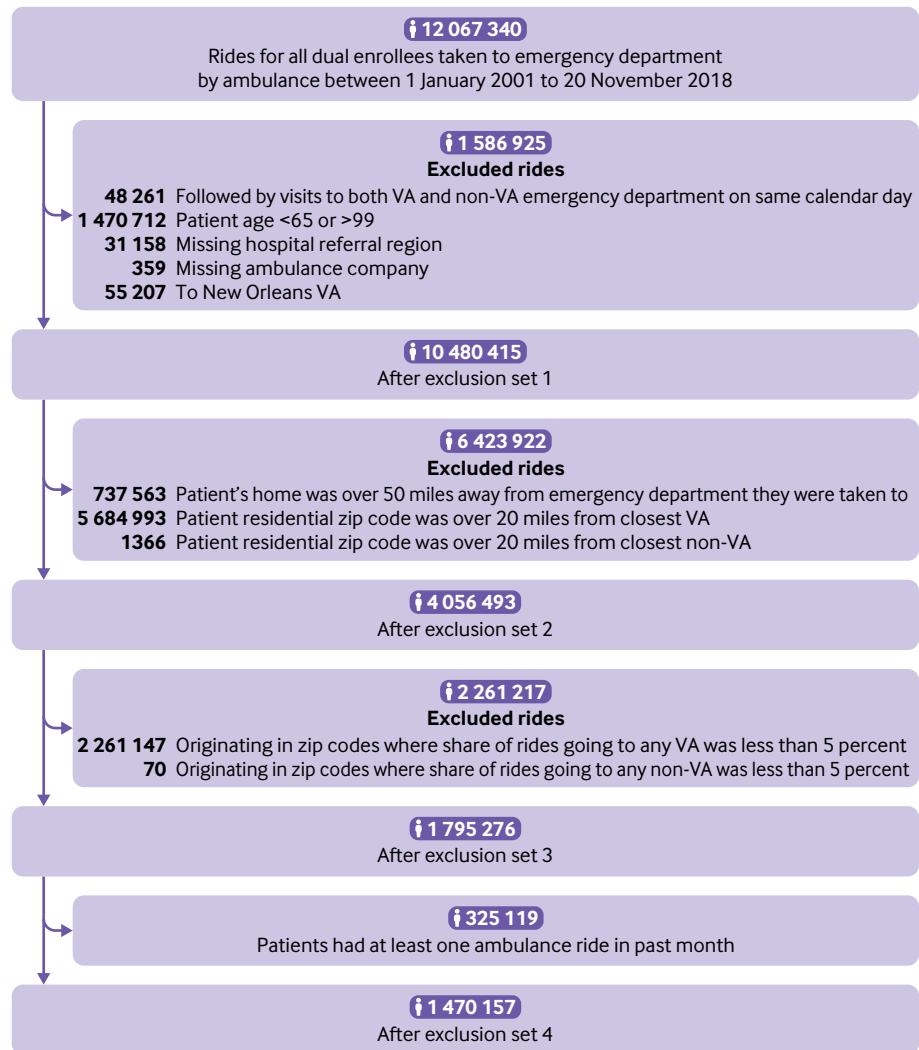 12 067 340
Rides for all dual enrollees taken to emergency department
by ambulance between 1 January 2001 to 20 November 2018
1 586 925
Excluded rides
48 261 Followed by visits to both VA and non-VA emergency department on same calendar day
1 470 712 Patient age <65 or >99
31 158 Missing hospital referral region
359 Missing ambulance company
55 207 To New Orleans VA
10 480 415
After exclusion set 1
6 423 922
Excluded rides
737 563 Patient's home was over 50 miles away from emergency department they were taken to
5 684 993 Patient residential zip code was over 20 miles from closest VA
1366 Patient residential zip code was over 20 miles from closest non-VA
4 056 493
After exclusion set 2
2 261 217
Excluded rides
2 261 147 Originating in zip codes where share of rides going to any VA was less than 5 percent
70 Originating in zip codes where share of rides going to any non-VA was less than 5 percent
1 795 276
After exclusion set 3
325 119
Patients had at least one ambulance ride in past month
1 470 157
After exclusion set 4